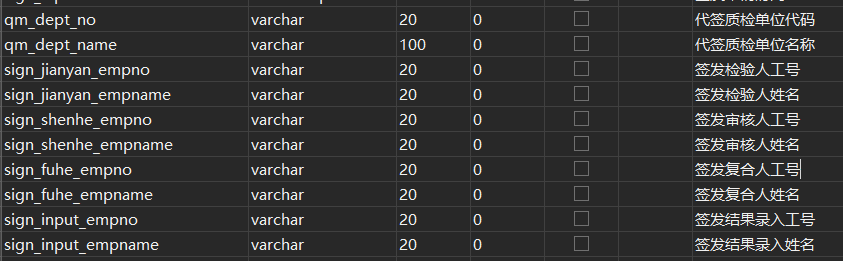 qm_dept_no varchar 20 0 代签质检单位代码
qm_dept_name varchar 100 0 代签质检单位名称
sign_jianyan_empno varchar 20 0 签发检验人工号
sign_jianyan_empname varchar 20 0 签发检验人姓名
sign_shenhe_empno varchar 20 0 签发审核人工号
sign_shenhe_empname varchar 20 0 签发审核人姓名
sign_fuhe_empno varchar 20 0 签发复合人工号
sign_fuhe_empname varchar 20 0 签发复合人姓名
sign_input_empno varchar 20 0 签发结果录入工号
sign_input_empname varchar 20 0 签发结果录入姓名